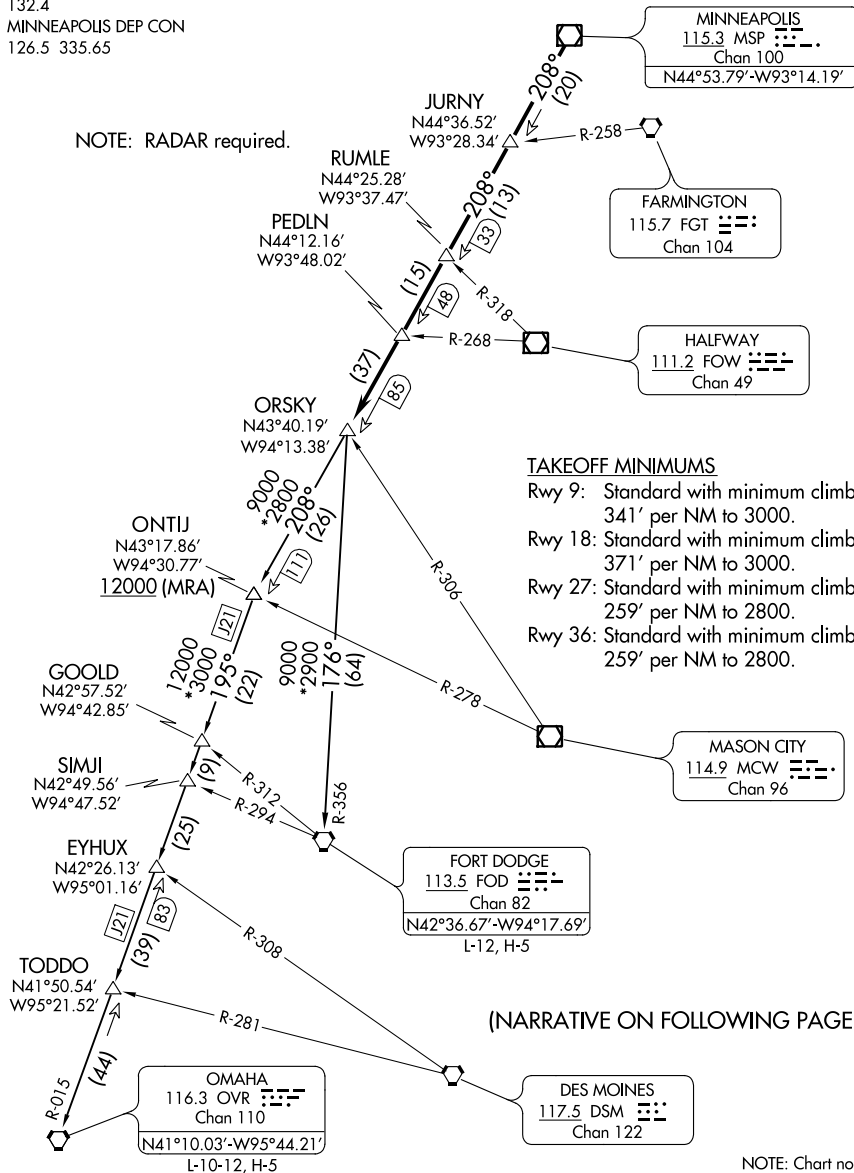 132.4
MINNEAPOLIS DEP CON
126.5 335.65
MINNEAPOLIS
115.3 MSP
Chan 100
N44°53.79'-W93°14.19'
208°
(20)
JURNY
N44°36.52'
W93°28.34'
R-258
NOTE: RADAR required.
FARMINGTON
115.7 FGT
Chan 104
RUMLE
N44°25.28'
W93°37.47'
208°
(13)
33
PEDLN
N44°12.16'
W93°48.02'
(15)
48
R-318
R-268
HALFWAY
111.2 FOW
Chan 49
(37)
85
ORSKY
N43°40.19'
W94°13.38'
TAKEOFF MINIMUMS
Rwy 9: Standard with minimum climb
341' per NM to 3000.
Rwy 18: Standard with minimum climb
371' per NM to 3000.
Rwy 27: Standard with minimum climb
259' per NM to 2800.
Rwy 36: Standard with minimum climb
259' per NM to 2800.
9000
*2800
208°
(26)
111
ONTIJ
N43°17.86'
W94°30.77'
12000 (MRA)
R-306
J21
12000
*3000
195°
(22)
9000
*2900
176°
(64)
R-278
GOOLD
N42°57.52'
W94°42.85'
MASON CITY
114.9 MCW
Chan 96
SIMJI
N42°49.56'
W94°47.52'
(9)
R-312
R-294
R-356
(25)
EYHUX
N42°26.13'
W95°01.16'
FORT DODGE
113.5 FOD
Chan 82
N42°36.67'-W94°17.69'
L-12, H-5
J21
(39)
83
R-308
TODDO
N41°50.54'
W95°21.52'
R-281
(NARRATIVE ON FOLLOWING PAGE
(44)
R-015
OMAHA
116.3 OVR
Chan 110
N41°10.03'-W95°44.21'
L-10-12, H-5
DES MOINES
117.5 DSM
Chan 122
NOTE: Chart no